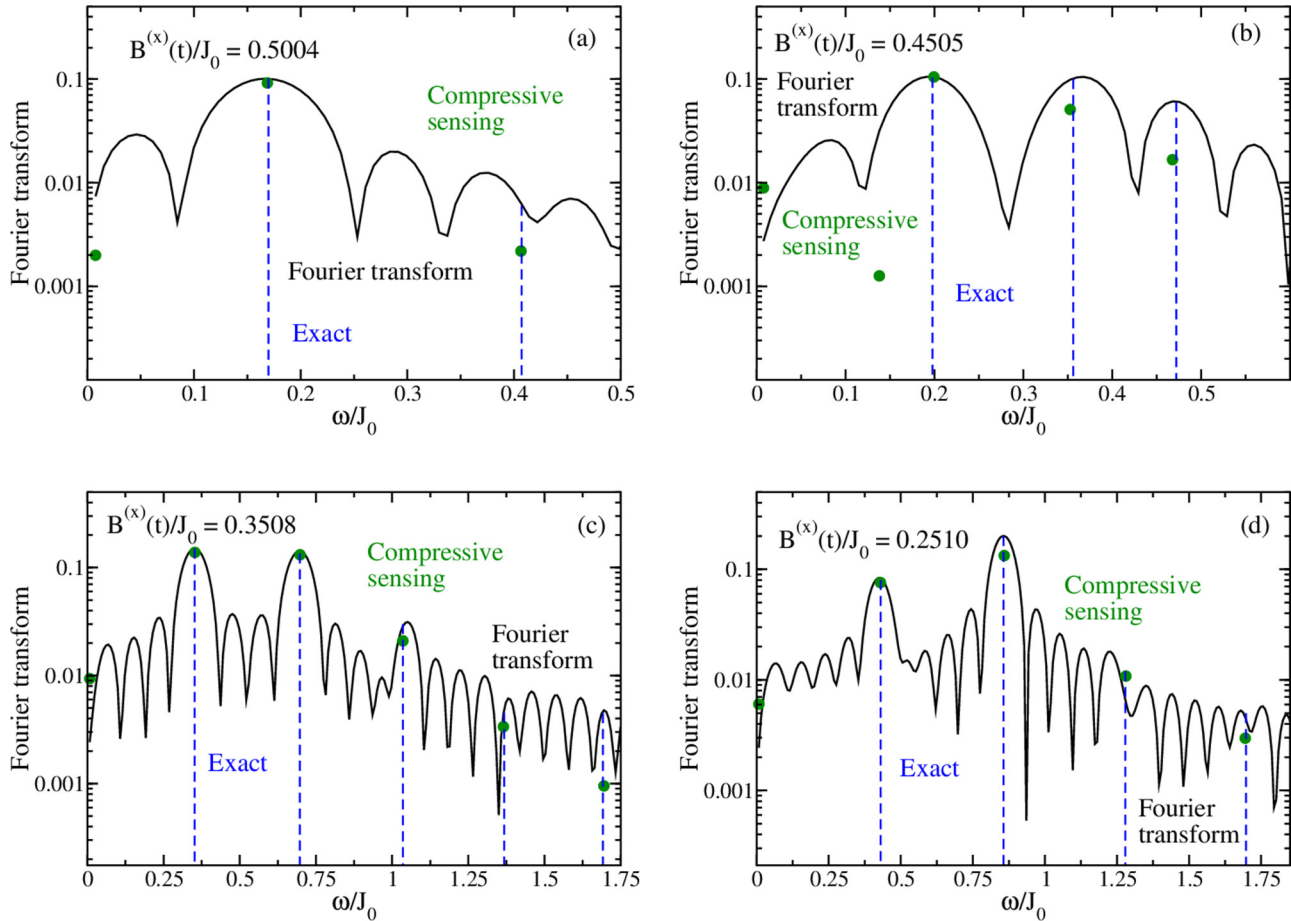 (a)
B^(x)(t)/J_0 = 0.5004
Compressive
sensing
Fourier transform
Exact
Fourier transform
0.1
0.01
0.001
0 0.1 0.2 0.3 0.4 0.5
ω/J_0
(b)
B^(x)(t)/J_0 = 0.4505
Fourier
transform
Compressive
sensing
Exact
Fourier transform
0.1
0.01
0.001
0 0.1 0.2 0.3 0.4 0.5
ω/J_0
(c)
B^(x)(t)/J_0 = 0.3508
Compressive
sensing
Fourier
transform
Exact
Fourier transform
0.1
0.01
0.001
0 0.25 0.5 0.75 1 1.25 1.5 1.75
ω/J_0
(d)
B^(x)(t)/J_0 = 0.2510
Compressive
sensing
Exact
Fourier
transform
Fourier transform
0.1
0.01
0.001
0 0.25 0.5 0.75 1 1.25 1.5 1.75
ω/J_0